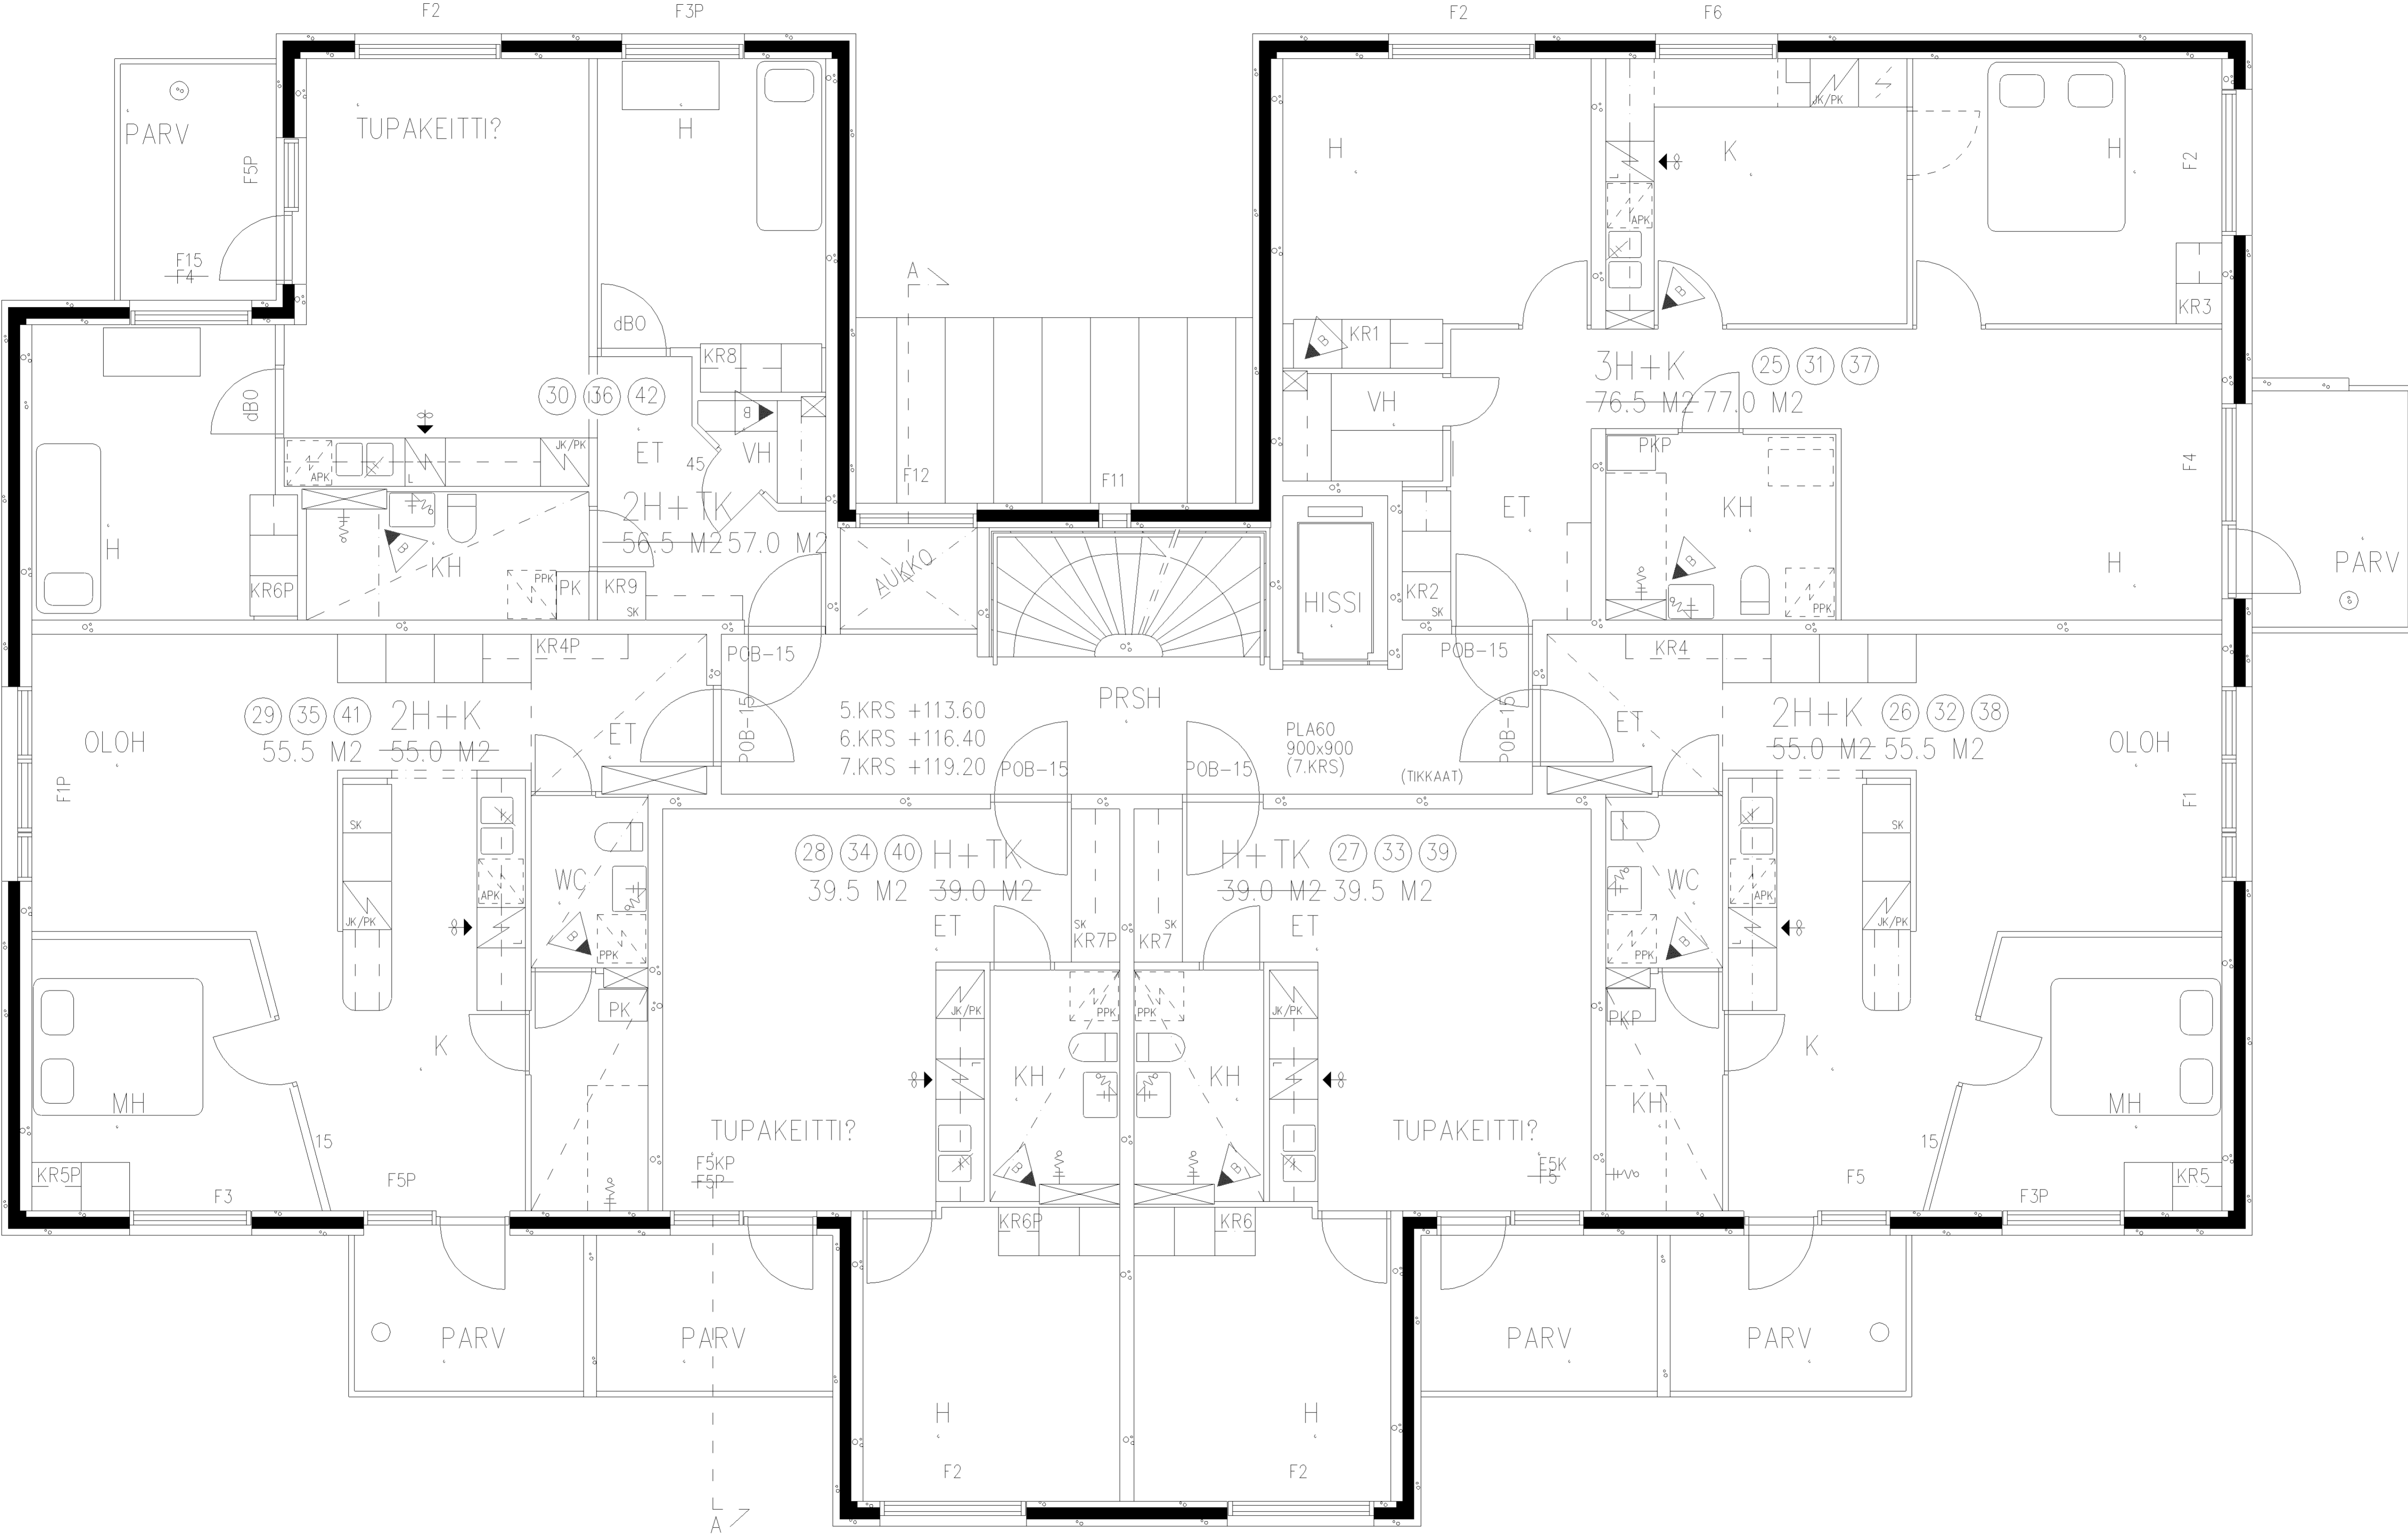 F2
F3P
F2
F6
PARV
TUPAKEITTI?
H
F5P
F15
F4
dB0
KR8
H
K
JK/PK
L
APK
B
H
F2
KR3
A
KR1
B
VH
3H+K
25
31
37
76.5 M2 77.0 M2
dB0
30
36
42
ET
45
VH
B
8
JK/PK
APK
L
2H+TK
56.5 M2 57.0 M2
F12
F11
H
KR6P
B
KH
PPK
PK
KR9
SK
AUKKO
HISSI
KR2
SK
ET
PKP
KH
B
PPK
F4
H
PARV
KR4P
POB-15
POB-15
KR4
29
35
41
2H+K
55.5 M2 55.0 M2
OLOH
F1P
ET
POB-15
5.KRS +113.60
6.KRS +116.40
7.KRS +119.20
PRSH
POB-15
POB-15
PLA60
900x900
(7.KRS)
(TIKKAAT)
POB-15
ET
2H+K
26
32
38
55.0 M2 55.5 M2
OLOH
F1
SK
JK/PK
APK
L
8
WC
B
PPK
PK
28
34
40
H+TK
39.5 M2 39.0 M2
ET
SK
KR7P
H+TK
27
33
39
39.0 M2 39.5 M2
ET
SK
KR7
WC
B
PPK
PKP
APK
L
8
SK
JK/PK
MH
K
15
KR5P
F3
F5P
TUPAKEITTI?
F5KP
F5P
JK/PK
L
8
PPK
KH
B
KR6P
PPK
KH
B
KR6
JK/PK
L
8
TUPAKEITTI?
F5K
F5
KH
K
15
F5
MH
KR5
F3P
PARV
PARV
H
F2
H
F2
PARV
PARV
A